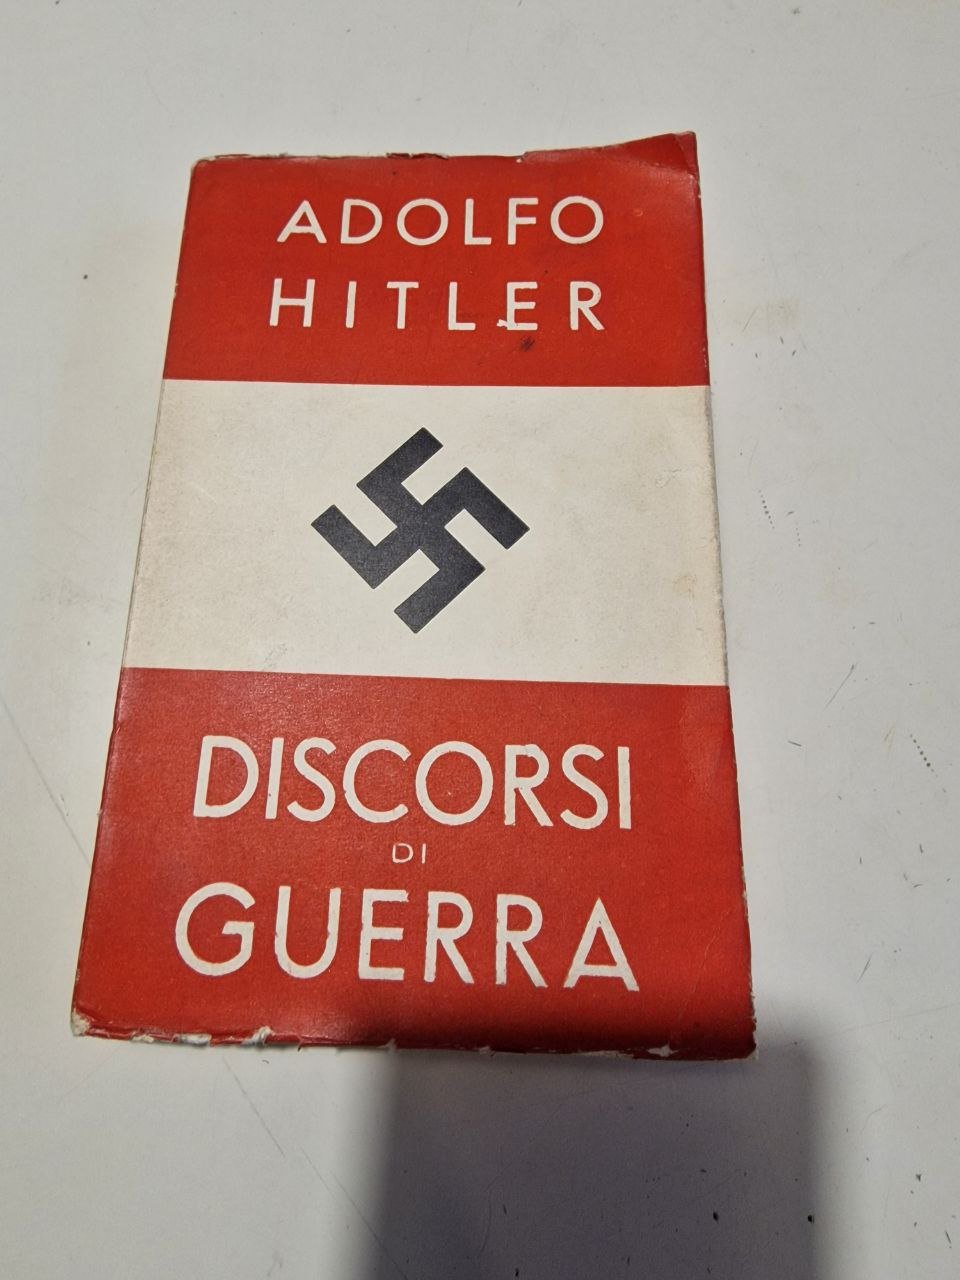 ADOLFO
HITLER
DISCORSI
DI
GUERRA